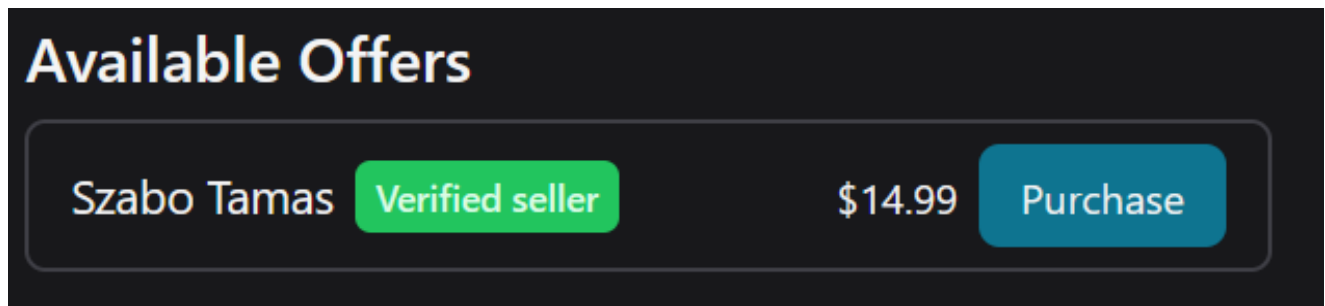 Available Offers
Szabo Tamas Verified seller $14.99 Purchase